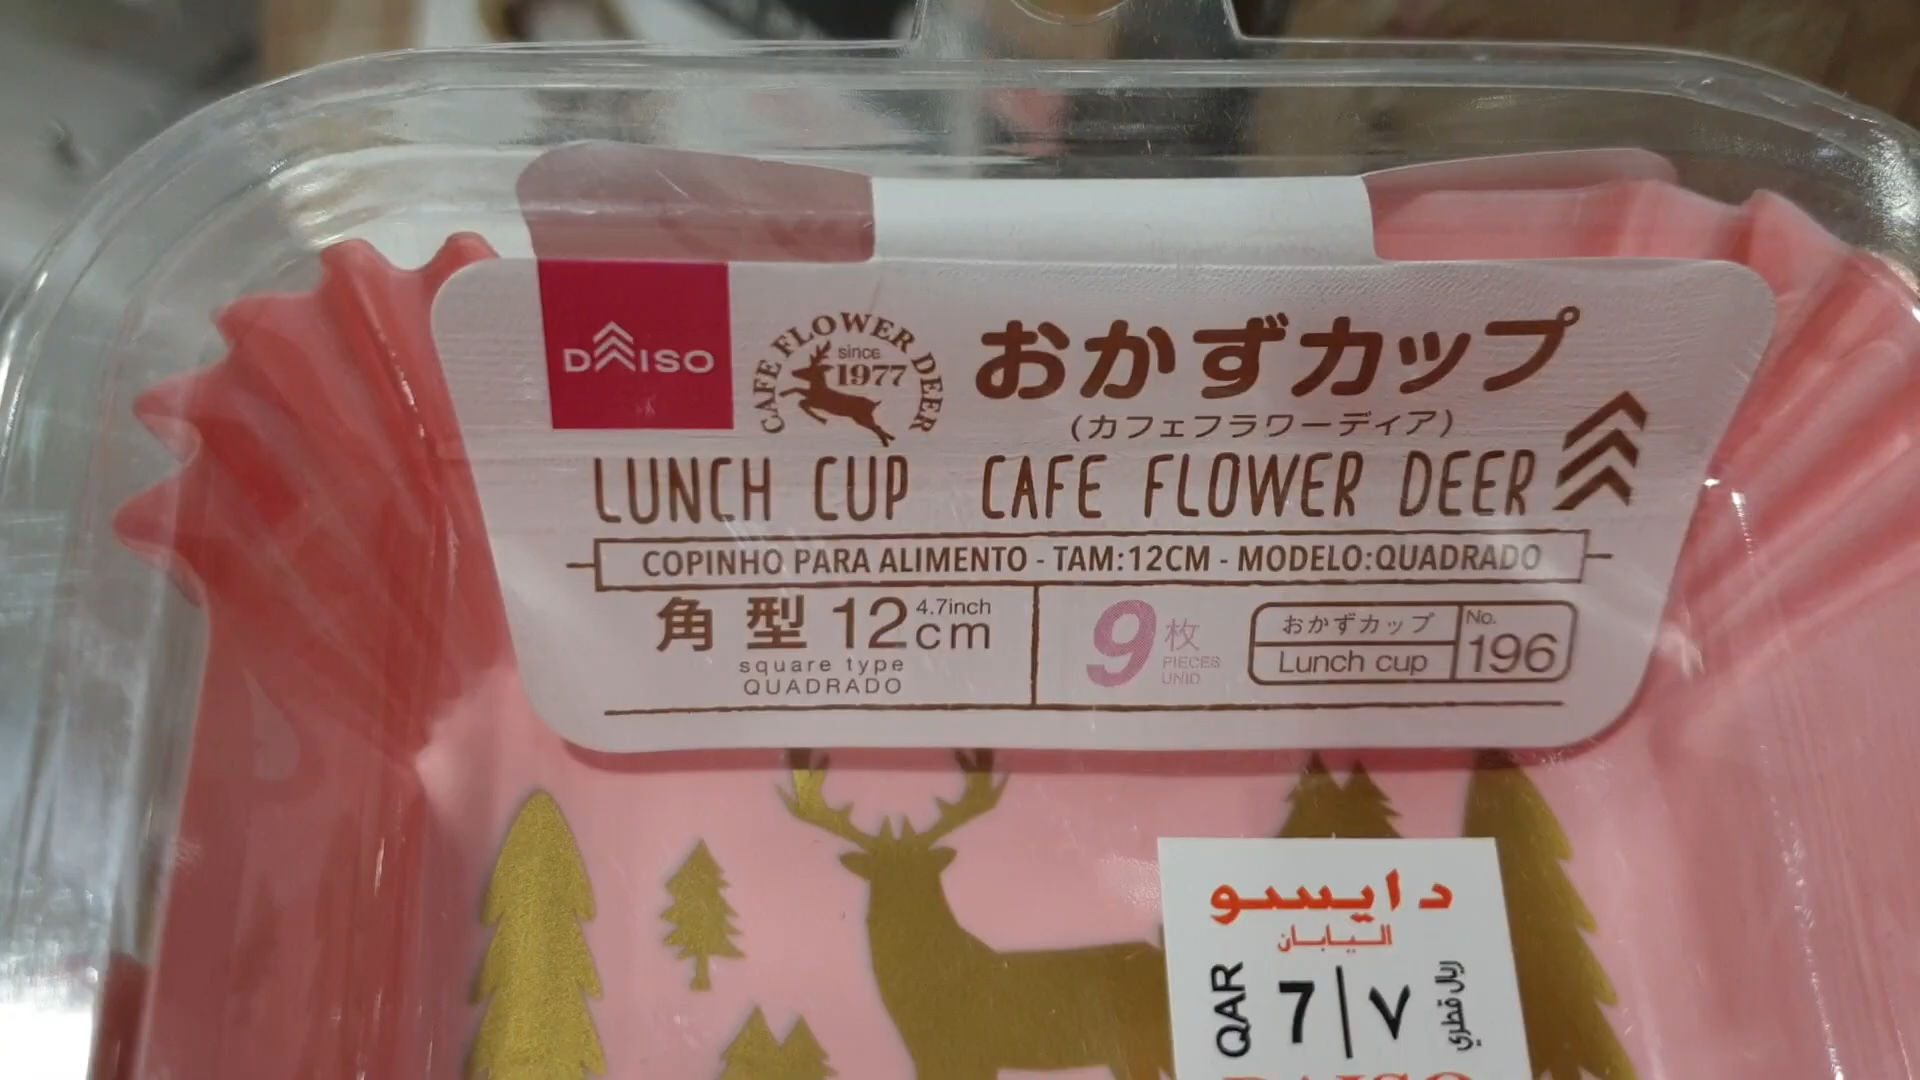 DAISO
CAFE FLOWER DEER
since
1977
おかずカップ
(カフェフラワーディア)
LUNCH CUP CAFE FLOWER DEER
COPINHO PARA ALIMENTO - TAM:12CM - MODELO:QUADRADO
角型 12cm 4.7inch
square type
QUADRADO
9枚
PIECES
UNID
おかずカップ
Lunch cup
No.
196
دايسو
اليابان
QAR 7|٧ ريال قطري
DAISO